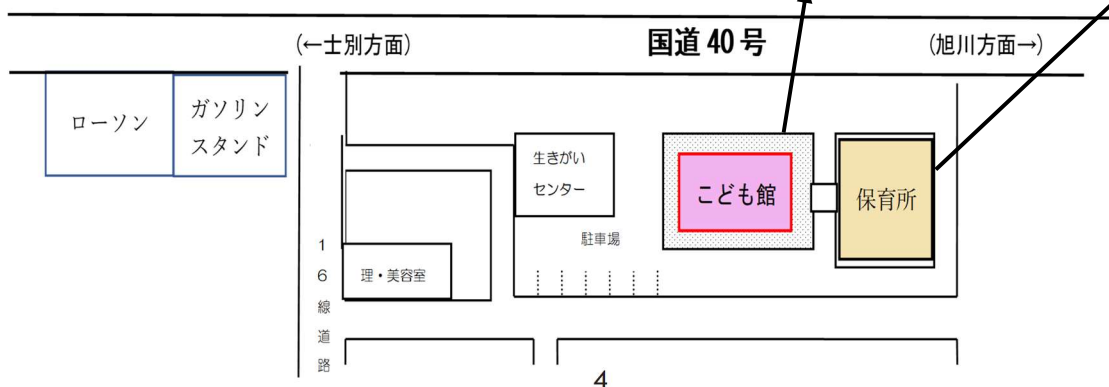 (←士別方面)
国道 40 号
(旭川方面→)
ローソン
ガソリン
スタンド
生きがい
センター
こども館
保育所
駐車場
理・美容室
1
6
線
道
路
4